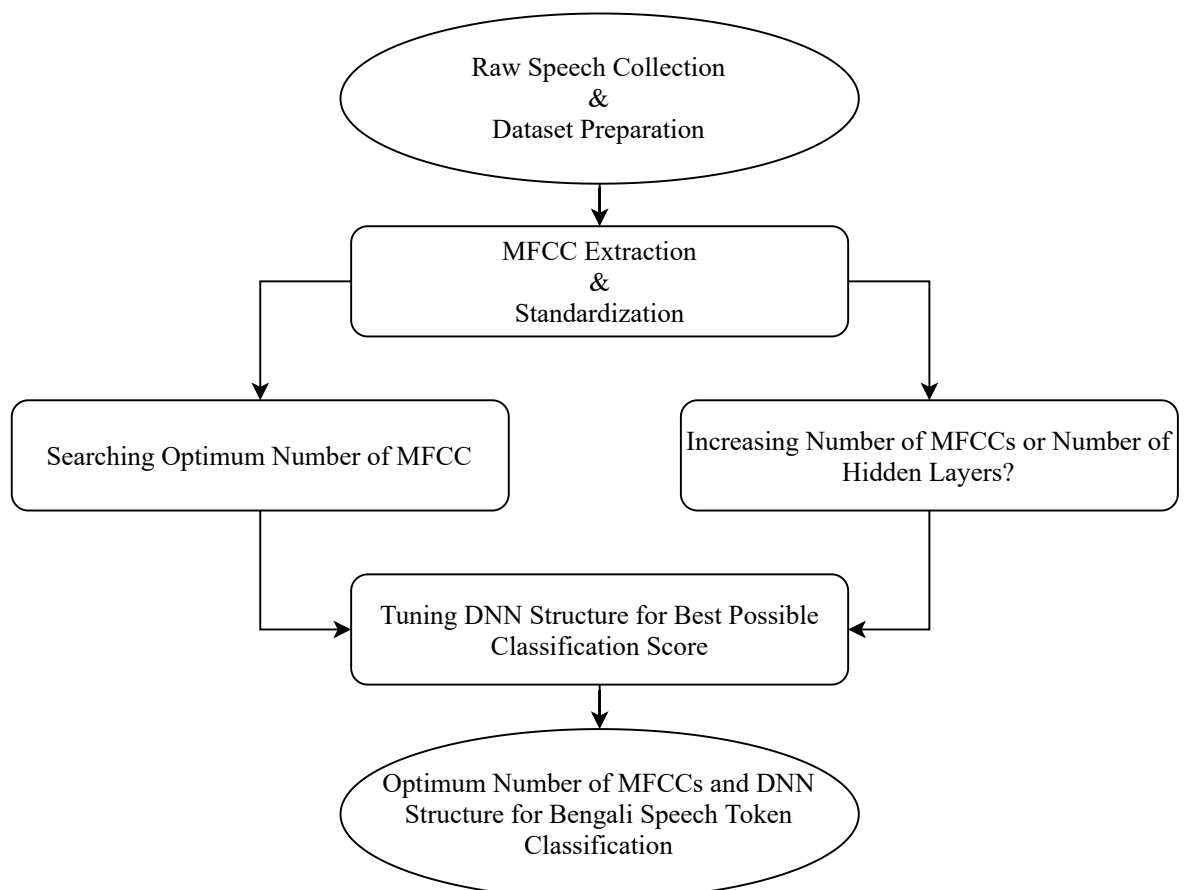 Raw Speech Collection
&
Dataset Preparation
MFCC Extraction
&
Standardization
Searching Optimum Number of MFCC
Increasing Number of MFCCs or Number of
Hidden Layers?
Tuning DNN Structure for Best Possible
Classification Score
Optimum Number of MFCCs and DNN
Structure for Bengali Speech Token
Classification